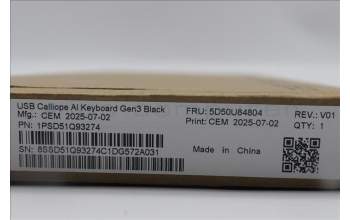 USB Calliope AI Keyboard Gen3 Black
Mfg.: CEM 2025-07-02
FRU: 5D50U84804
REV.: V01
PN: 1PSD51Q93274
Print: CEM 2025-07-02
QTY: 1
SN: 8SSD51Q93274C1DG572A031
Made in China